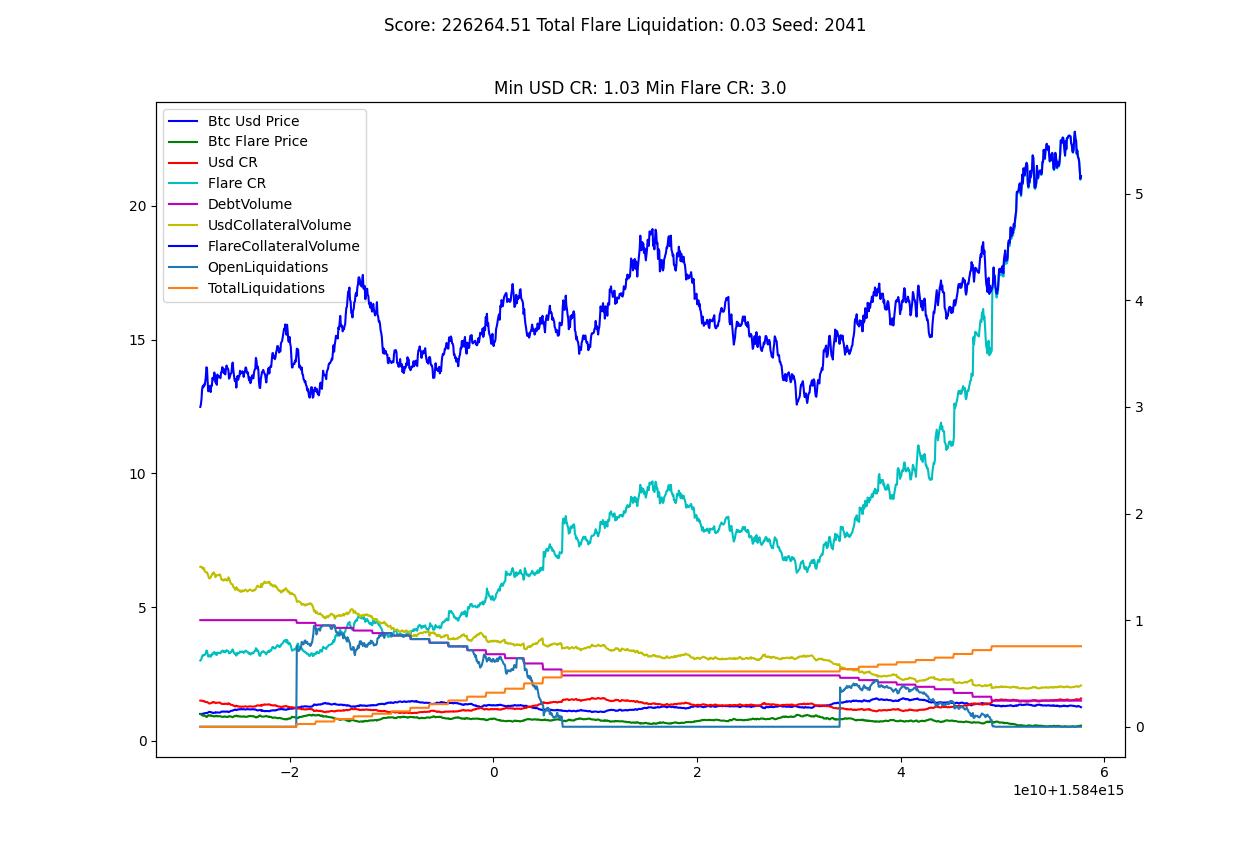 Score: 226264.51 Total Flare Liquidation: 0.03 Seed: 2041
Min USD CR: 1.03 Min Flare CR: 3.0
Btc Usd Price
Btc Flare Price
Usd CR
Flare CR
DebtVolume
UsdCollateralVolume
FlareCollateralVolume
OpenLiquidations
TotalLiquidations
20
15
10
5
0
5
4
3
2
1
0
−2
0
2
4
6
1e10+1.584e15